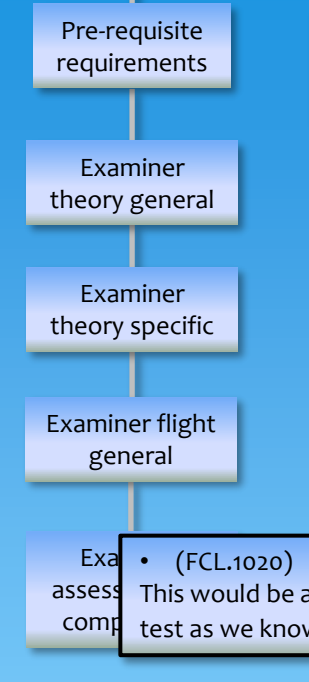 Pre-requisite
requirements
Examiner
theory general
Examiner
theory specific
Examiner flight
general
Exa
assess
comp
• (FCL.1020)
This would be a
test as we know